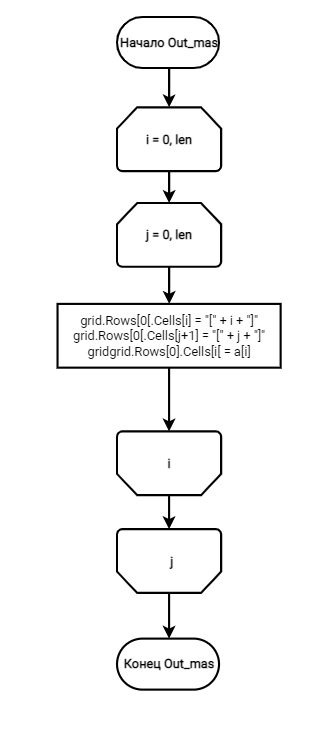 Начало Out_mas
i = 0, len
j = 0, len
grid.Rows[0[.Cells[i] = "[" + i + "]"
grid.Rows[0[.Cells[j+1] = "[" + j + "]"
gridgrid.Rows[0].Cells[i[ = a[i]
i
j
Конец Out_mas